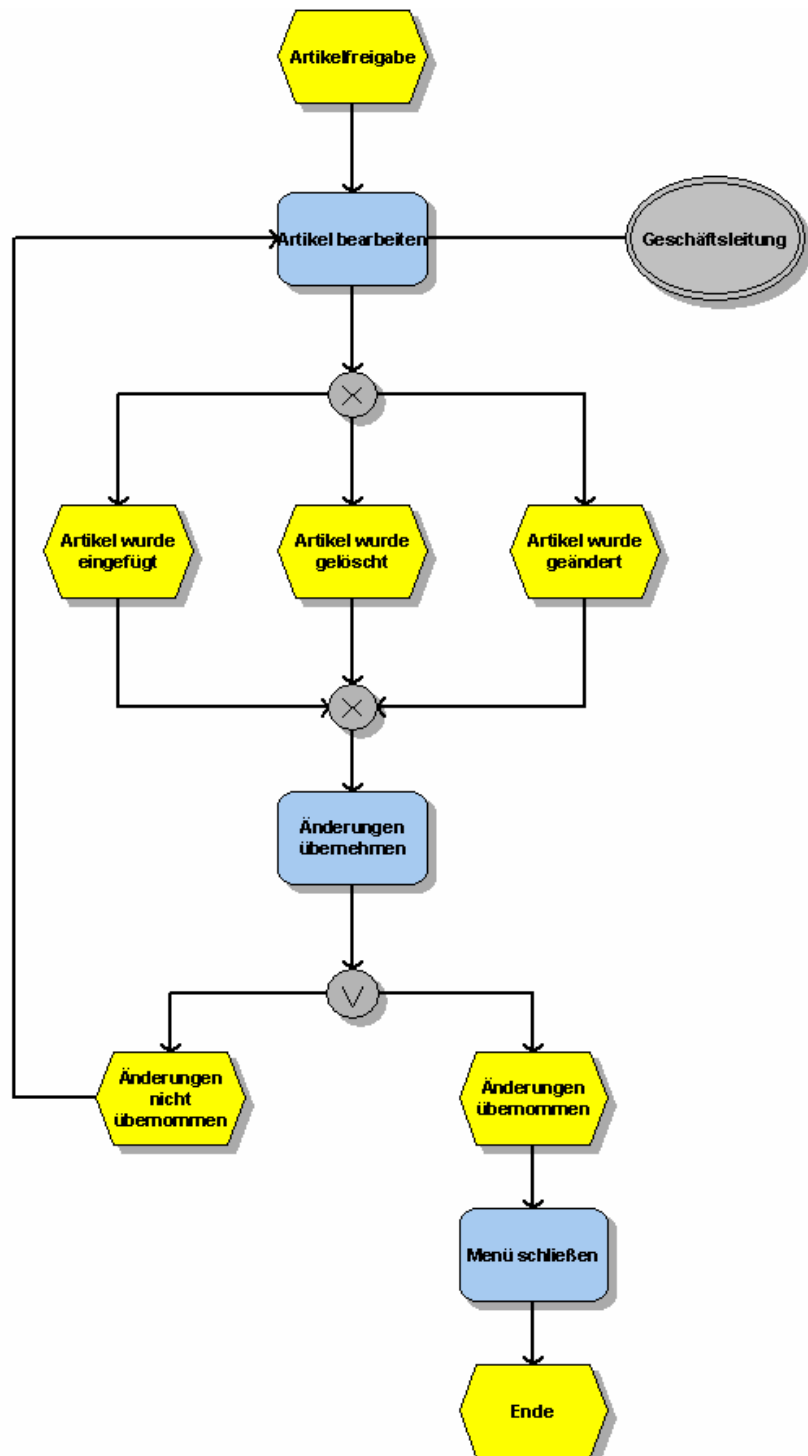 Artikelfreigabe
Artikel bearbeiten
Geschäftsleitung
Artikel wurde
eingefügt
Artikel wurde
gelöscht
Artikel wurde
geändert
Änderungen
übernehmen
Änderungen
nicht
übernommen
Änderungen
übernommen
Menü schließen
Ende